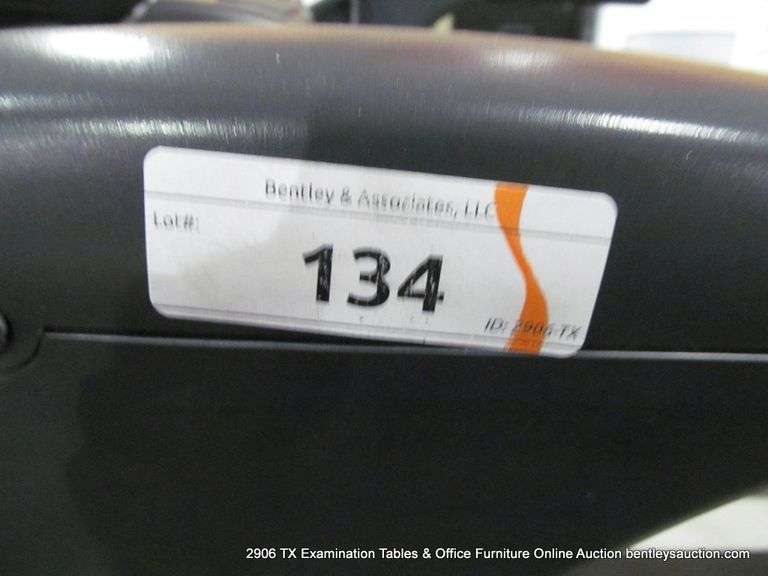 Bentley & Associates, LLC
Lot#:
134
ID: 2906-TX
2906 TX Examination Tables & Office Furniture Online Auction bentleysauction.com